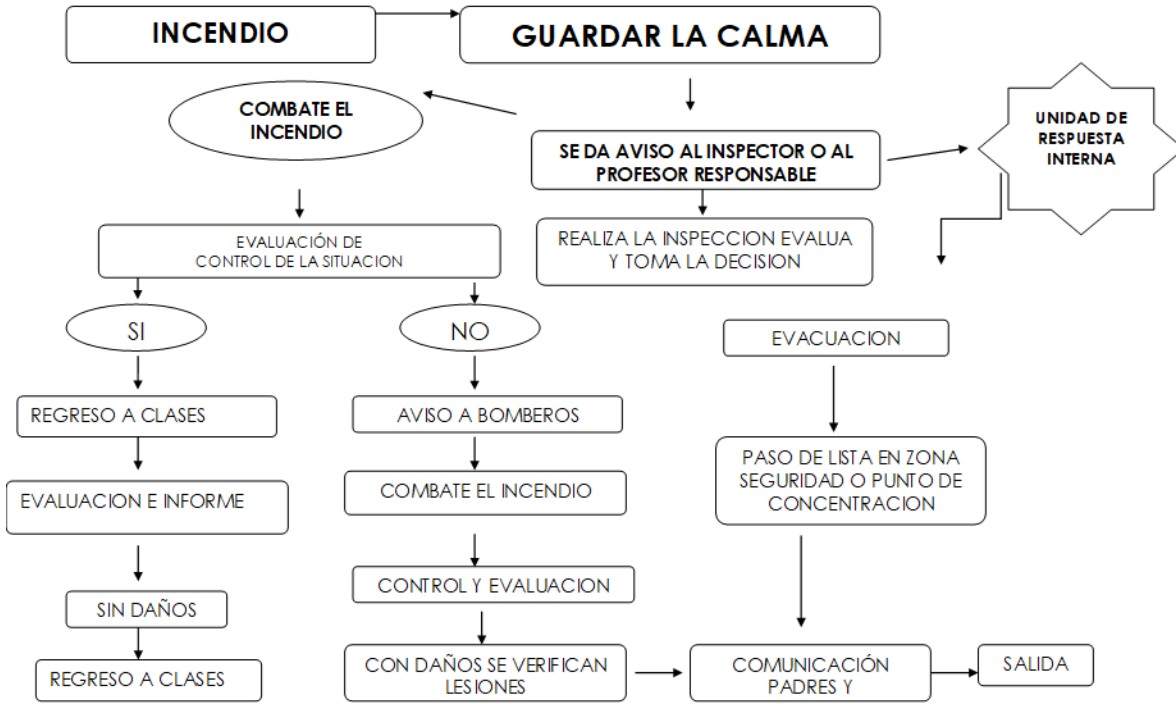 INCENDIO
GUARDAR LA CALMA
COMBATE EL
INCENDIO
UNIDAD DE
RESPUESTA
INTERNA
SE DA AVISO AL INSPECTOR O AL
PROFESOR RESPONSABLE
EVALUACIÓN DE
CONTROL DE LA SITUACION
REALIZA LA INSPECCION EVALUA
Y TOMA LA DECISION
SI
NO
EVACUACION
REGRESO A CLASES
AVISO A BOMBEROS
PASO DE LISTA EN ZONA
SEGURIDAD O PUNTO DE
CONCENTRACION
EVALUACION E INFORME
COMBATE EL INCENDIO
CONTROL Y EVALUACION
SIN DAÑOS
REGRESO A CLASES
CON DAÑOS SE VERIFICAN
LESIONES
COMUNICACIÓN
PADRES Y
SALIDA